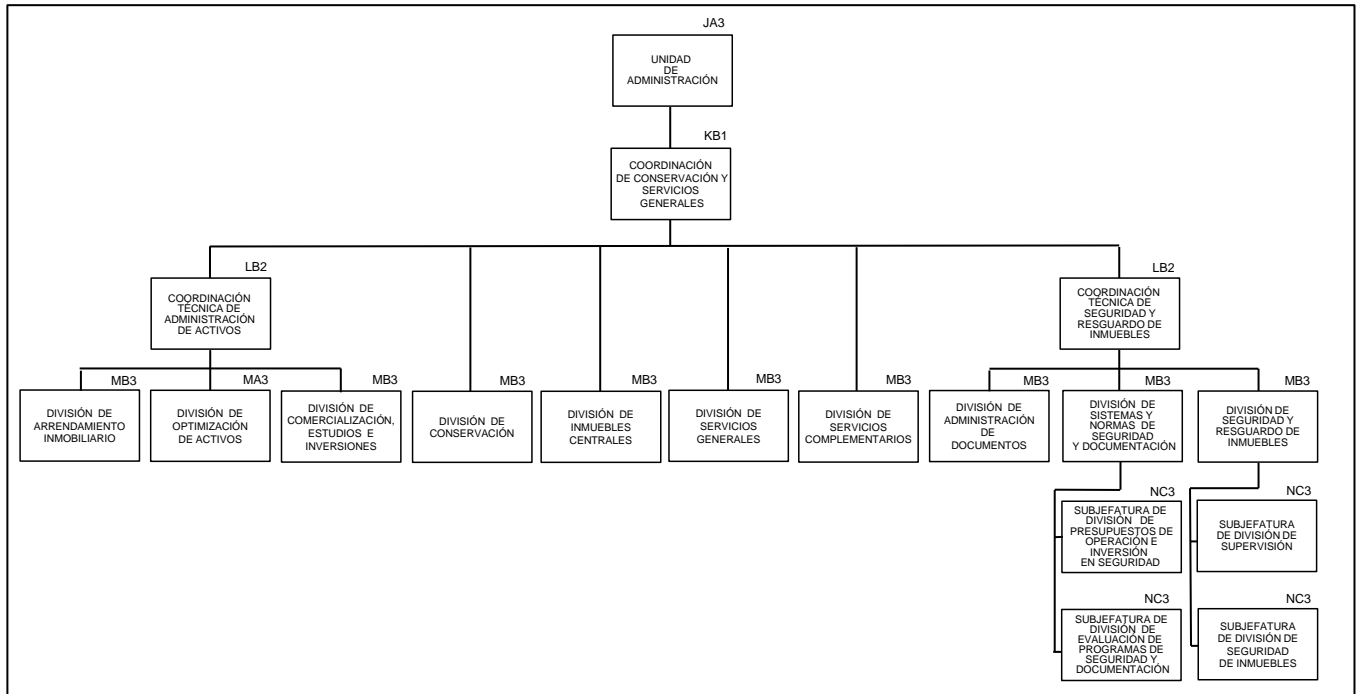 JA3
UNIDAD
DE
ADMINISTRACIÓN
KB1
COORDINACIÓN
DE CONSERVACIÓN Y
SERVICIOS
GENERALES
LB2
COORDINACIÓN
TÉCNICA DE
ADMINISTRACIÓN
DE ACTIVOS
LB2
COORDINACIÓN
TÉCNICA DE
SEGURIDAD Y
RESGUARDO DE
INMUEBLES
MB3
DIVISIÓN DE
ARRENDAMIENTO
INMOBILIARIO
MA3
DIVISIÓN DE
OPTIMIZACIÓN
DE ACTIVOS
MB3
DIVISIÓN DE
COMERCIALIZACIÓN,
ESTUDIOS E
INVERSIONES
MB3
DIVISIÓN DE
CONSERVACIÓN
MB3
DIVISIÓN DE
INMUEBLES
CENTRALES
MB3
DIVISIÓN DE
SERVICIOS
GENERALES
MB3
DIVISIÓN DE
SERVICIOS
COMPLEMENTARIOS
MB3
DIVISIÓN DE
ADMINISTRACIÓN
DE
DOCUMENTOS
MB3
DIVISIÓN DE
SISTEMAS Y
NORMAS DE
SEGURIDAD
Y DOCUMENTACIÓN
MB3
DIVISIÓN DE
SEGURIDAD Y
RESGUARDO DE
INMUEBLES
NC3
SUBJEFATURA DE
DIVISIÓN DE
PRESUPUESTOS DE
OPERACIÓN E
INVERSIÓN
EN SEGURIDAD
NC3
SUBJEFATURA
DE DIVISIÓN DE
SUPERVISIÓN
NC3
SUBJEFATURA DE
DIVISIÓN DE
EVALUACIÓN DE
PROGRAMAS DE
SEGURIDAD Y
DOCUMENTACIÓN
NC3
SUBJEFATURA
DE DIVISIÓN DE
SEGURIDAD
DE INMUEBLES